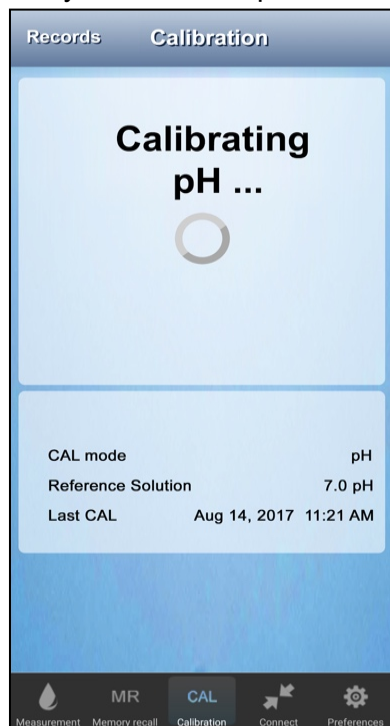 Records Calibration
Calibrating
pH ...
CAL mode pH
Reference Solution 7.0 pH
Last CAL Aug 14, 2017 11:21 AM
MR CAL
Measurement Memory recall Calibration Connect Preferences